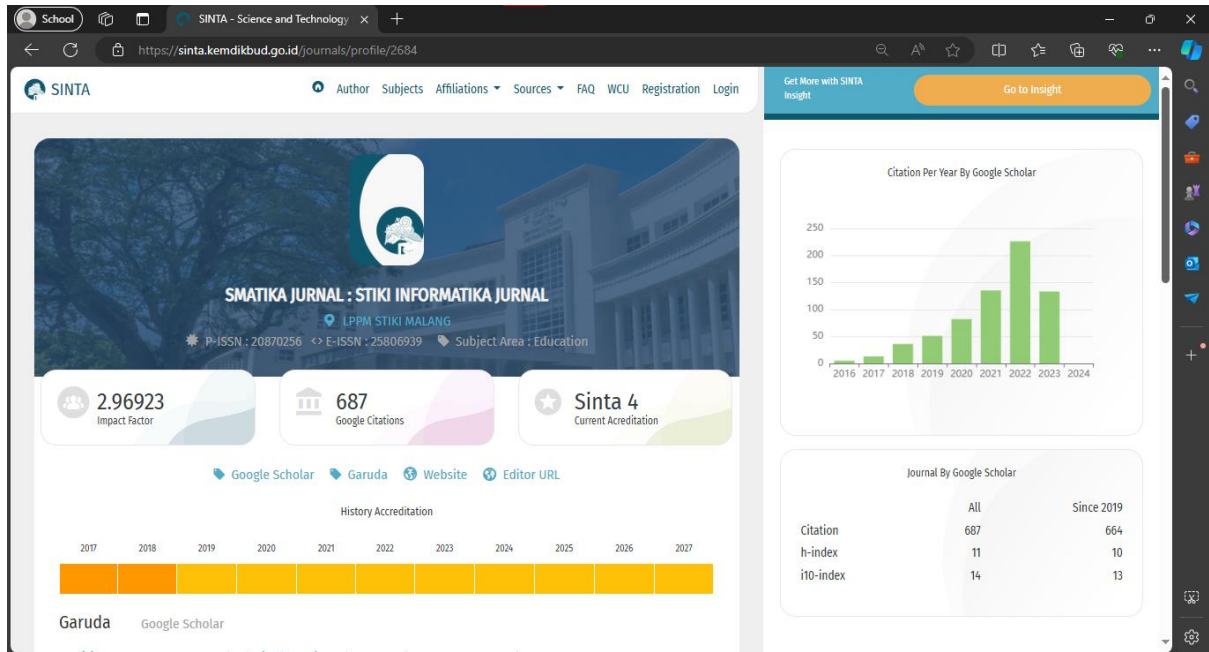 School
SINTA - Science and Technology
https://sinta.kemdikbud.go.id/journals/profile/2684
SINTA
Author Subjects Affiliations Sources FAQ WCU Registration Login
Get More with SINTA
Insight
Go to Insight
SMATIKA JURNAL : STIKI INFORMATIKA JURNAL
LPPM STIKI MALANG
P-ISSN : 20870256 <> E-ISSN : 25806939 Subject Area : Education
2.96923
Impact Factor
687
Google Citations
Sinta 4
Current Acreditation
Google Scholar Garuda Website Editor URL
History Accreditation
2017 2018 2019 2020 2021 2022 2023 2024 2025 2026 2027
Garuda Google Scholar
Citation Per Year By Google Scholar
250
200
150
100
50
0
2016 2017 2018 2019 2020 2021 2022 2023 2024
Journal By Google Scholar
All Since 2019
Citation 687 664
h-index 11 10
i10-index 14 13